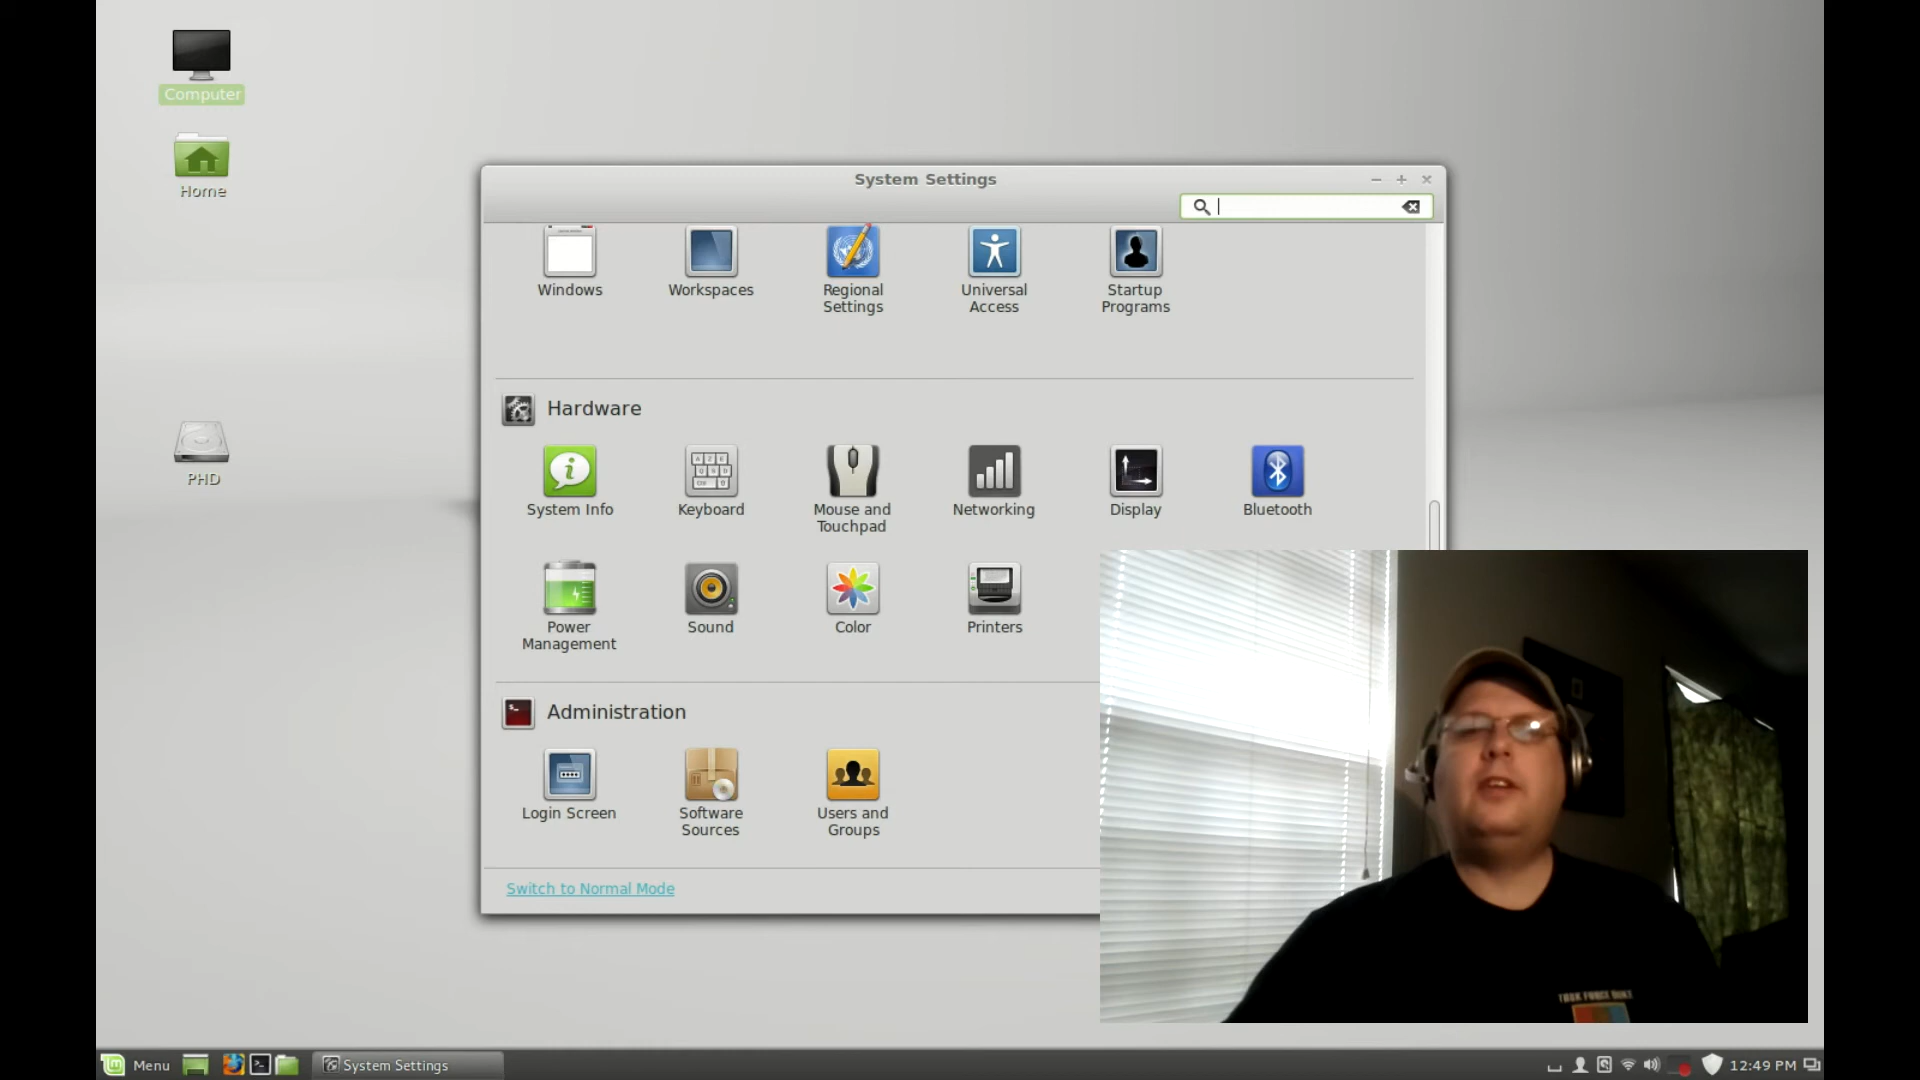 Computer
Home
PHD
System Settings
Windows
Workspaces
Regional
Settings
Universal
Access
Startup
Programs
Hardware
System Info
Keyboard
Mouse and
Touchpad
Networking
Display
Bluetooth
Power
Management
Sound
Color
Printers
Administration
Login Screen
Software
Sources
Users and
Groups
Switch to Normal Mode
TASK FORCE
Menu
System Settings
12:49 PM